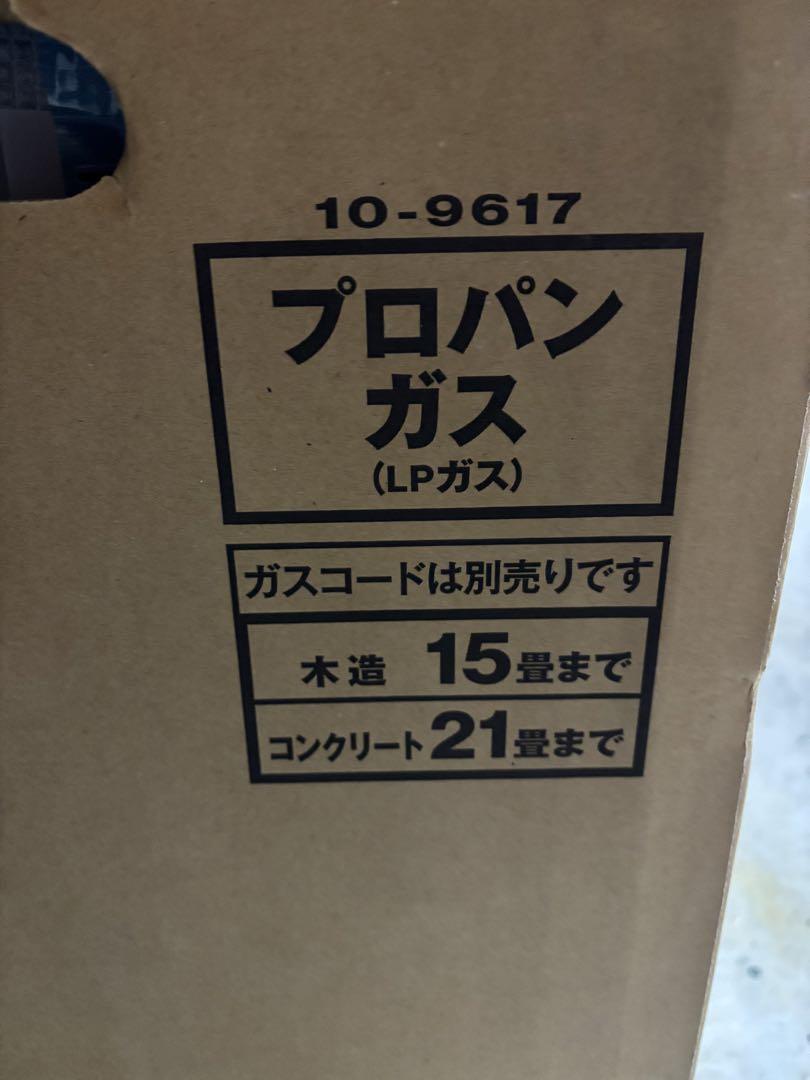 10-9617
プロパン
ガス
(LPガス)
ガスコードは別売りです
木造 15畳まで
コンクリート21畳まで